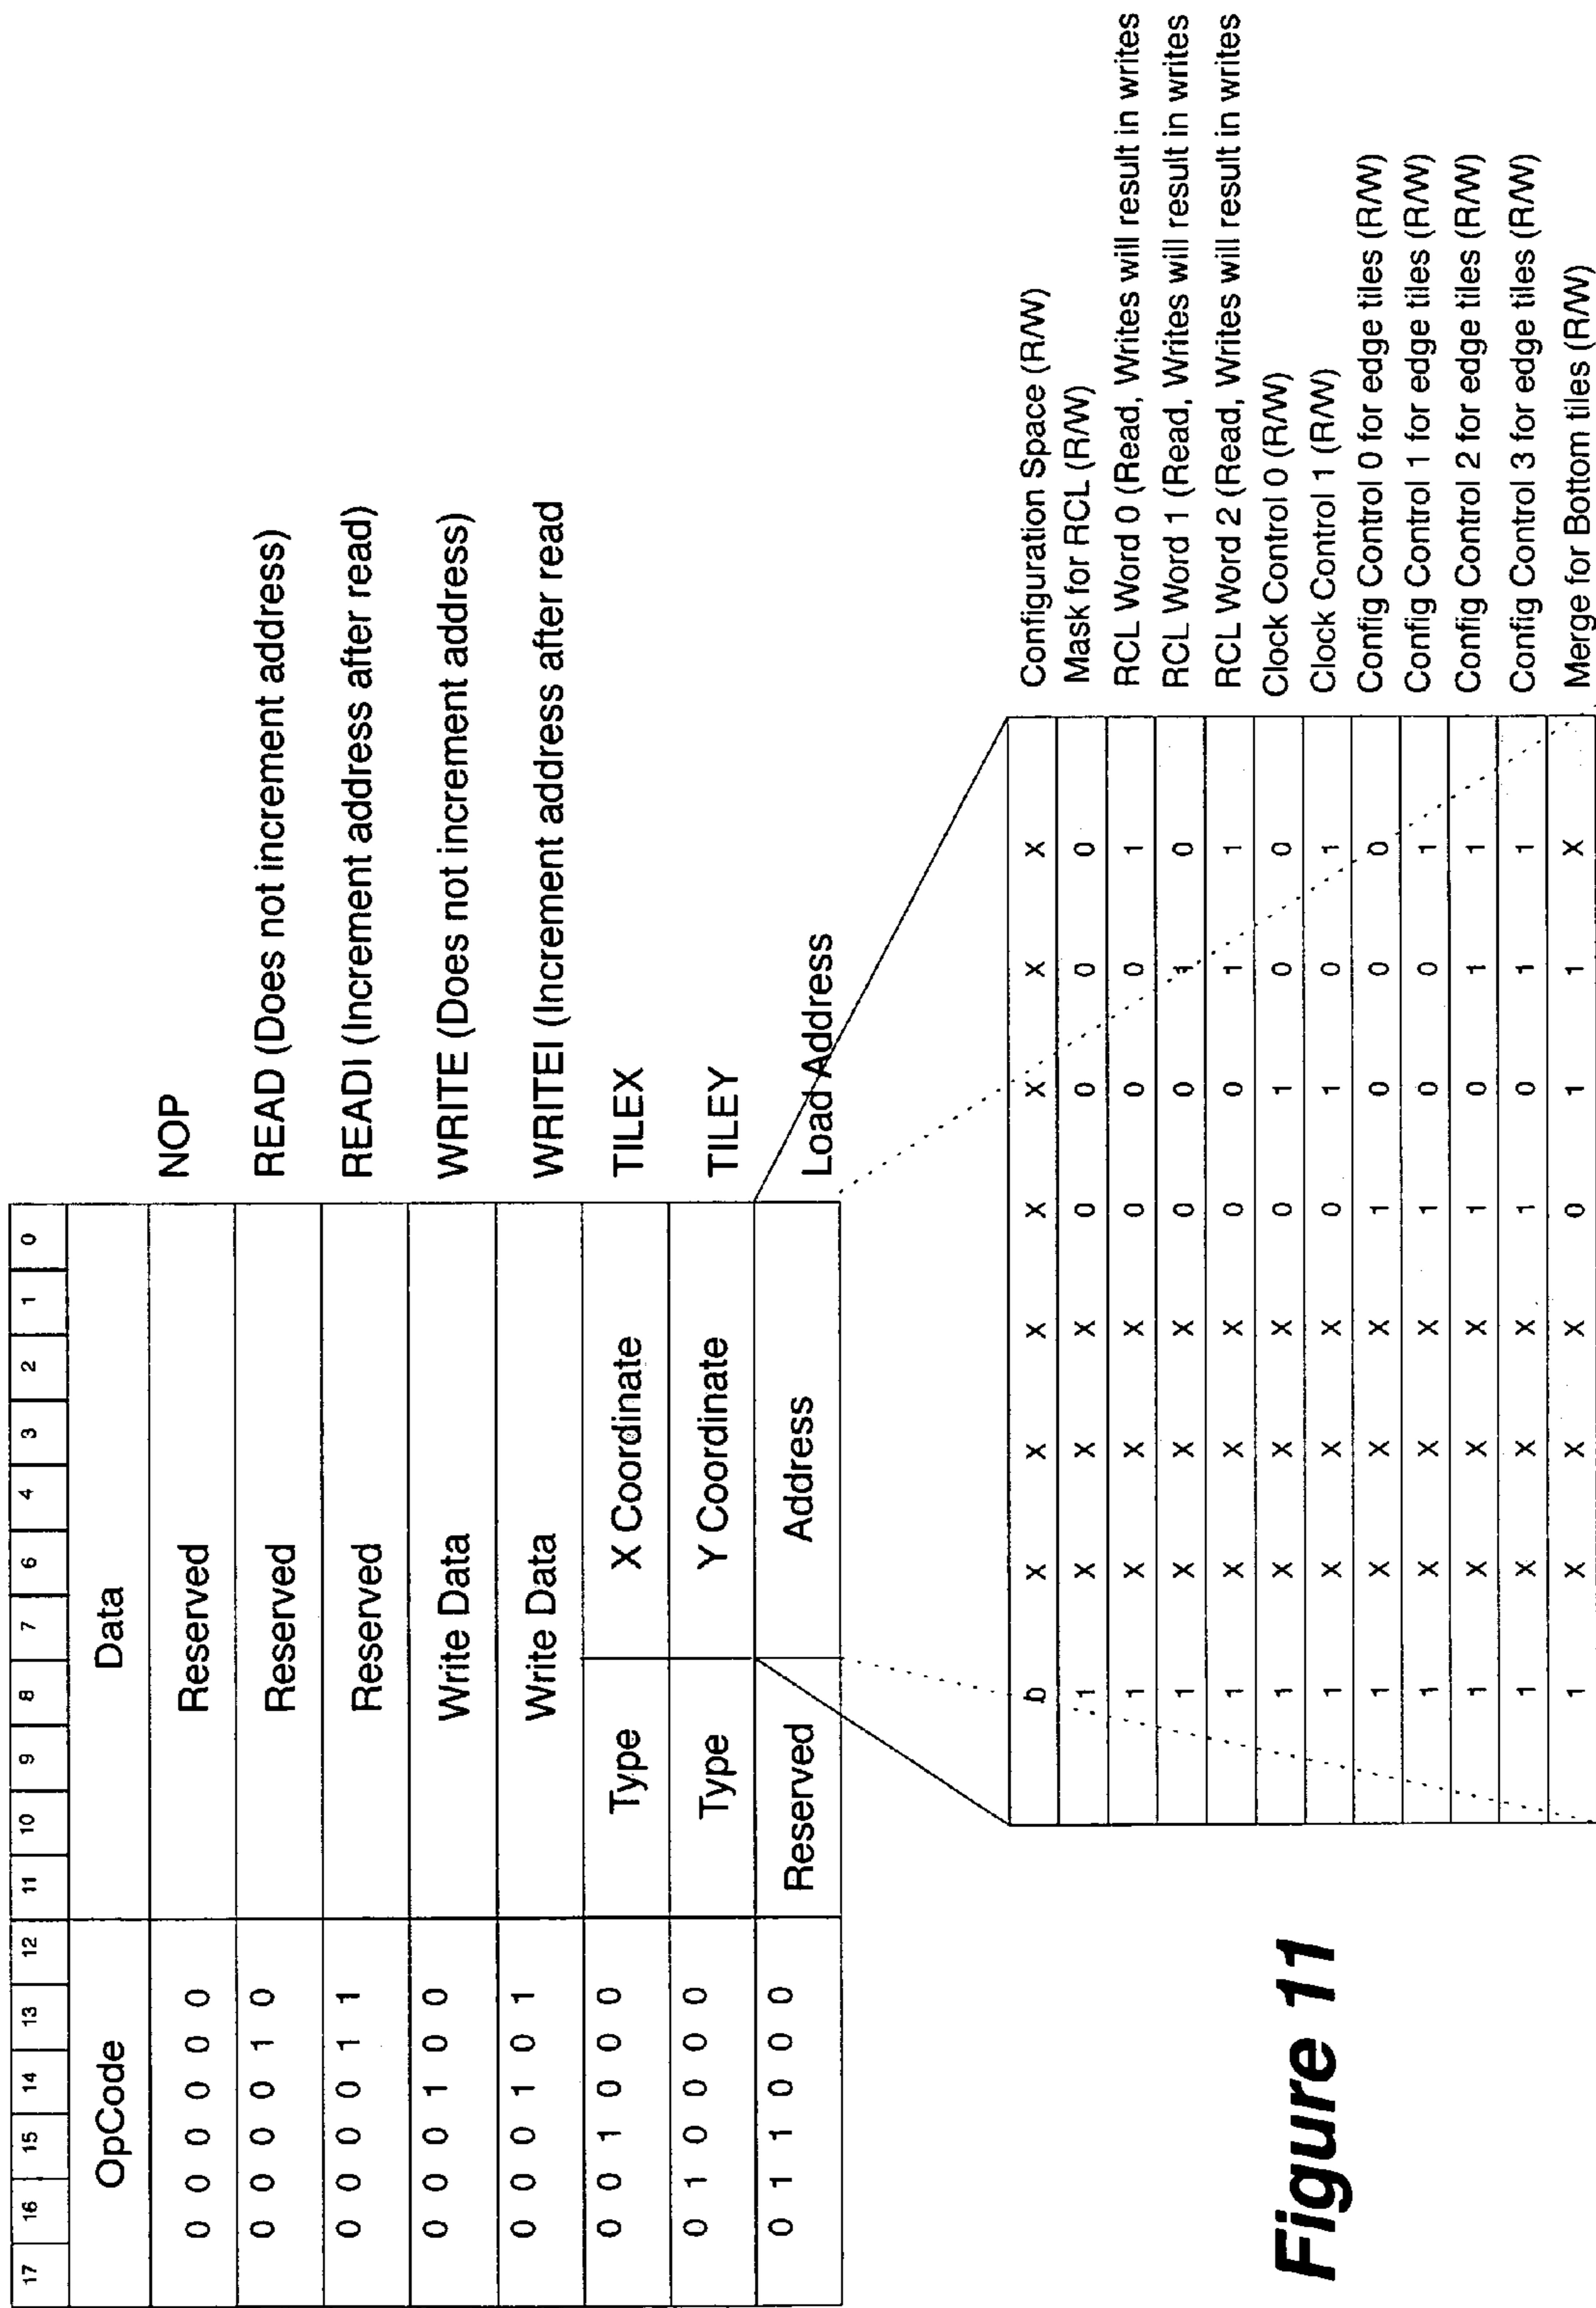 17 16 15 14 13 12 11 10 9 8 7 6 4 3 2 1 0
OpCode Data
0 0 0 0 0 0 Reserved NOP
0 0 0 0 1 0 Reserved READ (Does not increment address)
0 0 0 0 1 1 Reserved READI (Increment address after read)
0 0 0 1 0 0 Write Data WRITE (Does not increment address)
0 0 0 1 0 1 Write Data WRITEI (Increment address after read
0 0 1 0 0 0 Type X Coordinate TILEX
0 1 0 0 0 0 Type Y Coordinate TILEY
0 1 1 0 0 0 Reserved Address Load Address
0 X X X X X X X Configuration Space (R/W)
1 X X X 0 0 0 0 Mask for RCL (R/W)
1 X X X 0 0 0 1 RCL Word 0 (Read, Writes will result in writes
1 X X X 0 0 1 0 RCL Word 1 (Read, Writes will result in writes
1 X X X 0 0 1 1 RCL Word 2 (Read, Writes will result in writes
1 X X X 0 1 0 0 Clock Control 0 (R/W)
1 X X X 0 1 0 1 Clock Control 1 (R/W)
1 X X X 1 0 0 0 Config Control 0 for edge tiles (R/W)
1 X X X 1 0 0 1 Config Control 1 for edge tiles (R/W)
1 X X X 1 0 1 1 Config Control 2 for edge tiles (R/W)
1 X X X 1 0 1 1 Config Control 3 for edge tiles (R/W)
1 X X X 0 1 1 X Merge for Bottom tiles (R/W)
Figure 11